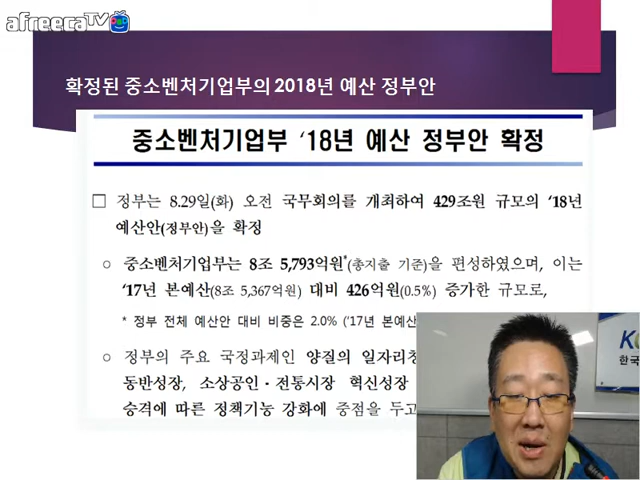 afreecaTV
확정된 중소벤처기업부의 2018년 예산 정부안
중소벤처기업부 ‘18년 예산 정부안 확정
□ 정부는 8.29일(화) 오전 국무회의를 개최하여 429조원 규모의 ‘18년
예산안(정부안)을 확정
○ 중소벤처기업부는 8조 5,793억원*(총지출 기준)을 편성하였으며, 이는
‘17년 본예산(8조 5,367억원) 대비 426억원(0.5%) 증가한 규모로,
* 정부 전체 예산안 대비 비중은 2.0% (‘17년 본예산
○ 정부의 주요 국정과제인 양질의 일자리창
동반성장, 소상공인·전통시장 혁신성장
승격에 따른 정책기능 강화에 중점을 두고
한국